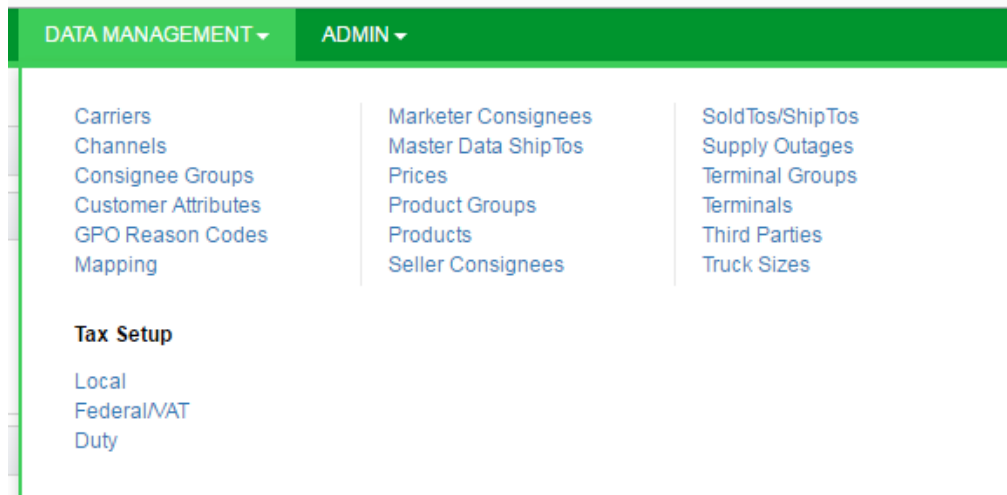 DATA MANAGEMENT
ADMIN
Carriers
Channels
Consignee Groups
Customer Attributes
GPO Reason Codes
Mapping
Marketer Consignees
Master Data ShipTos
Prices
Product Groups
Products
Seller Consignees
SoldTos/ShipTos
Supply Outages
Terminal Groups
Terminals
Third Parties
Truck Sizes
Tax Setup
Local
Federal/VAT
Duty